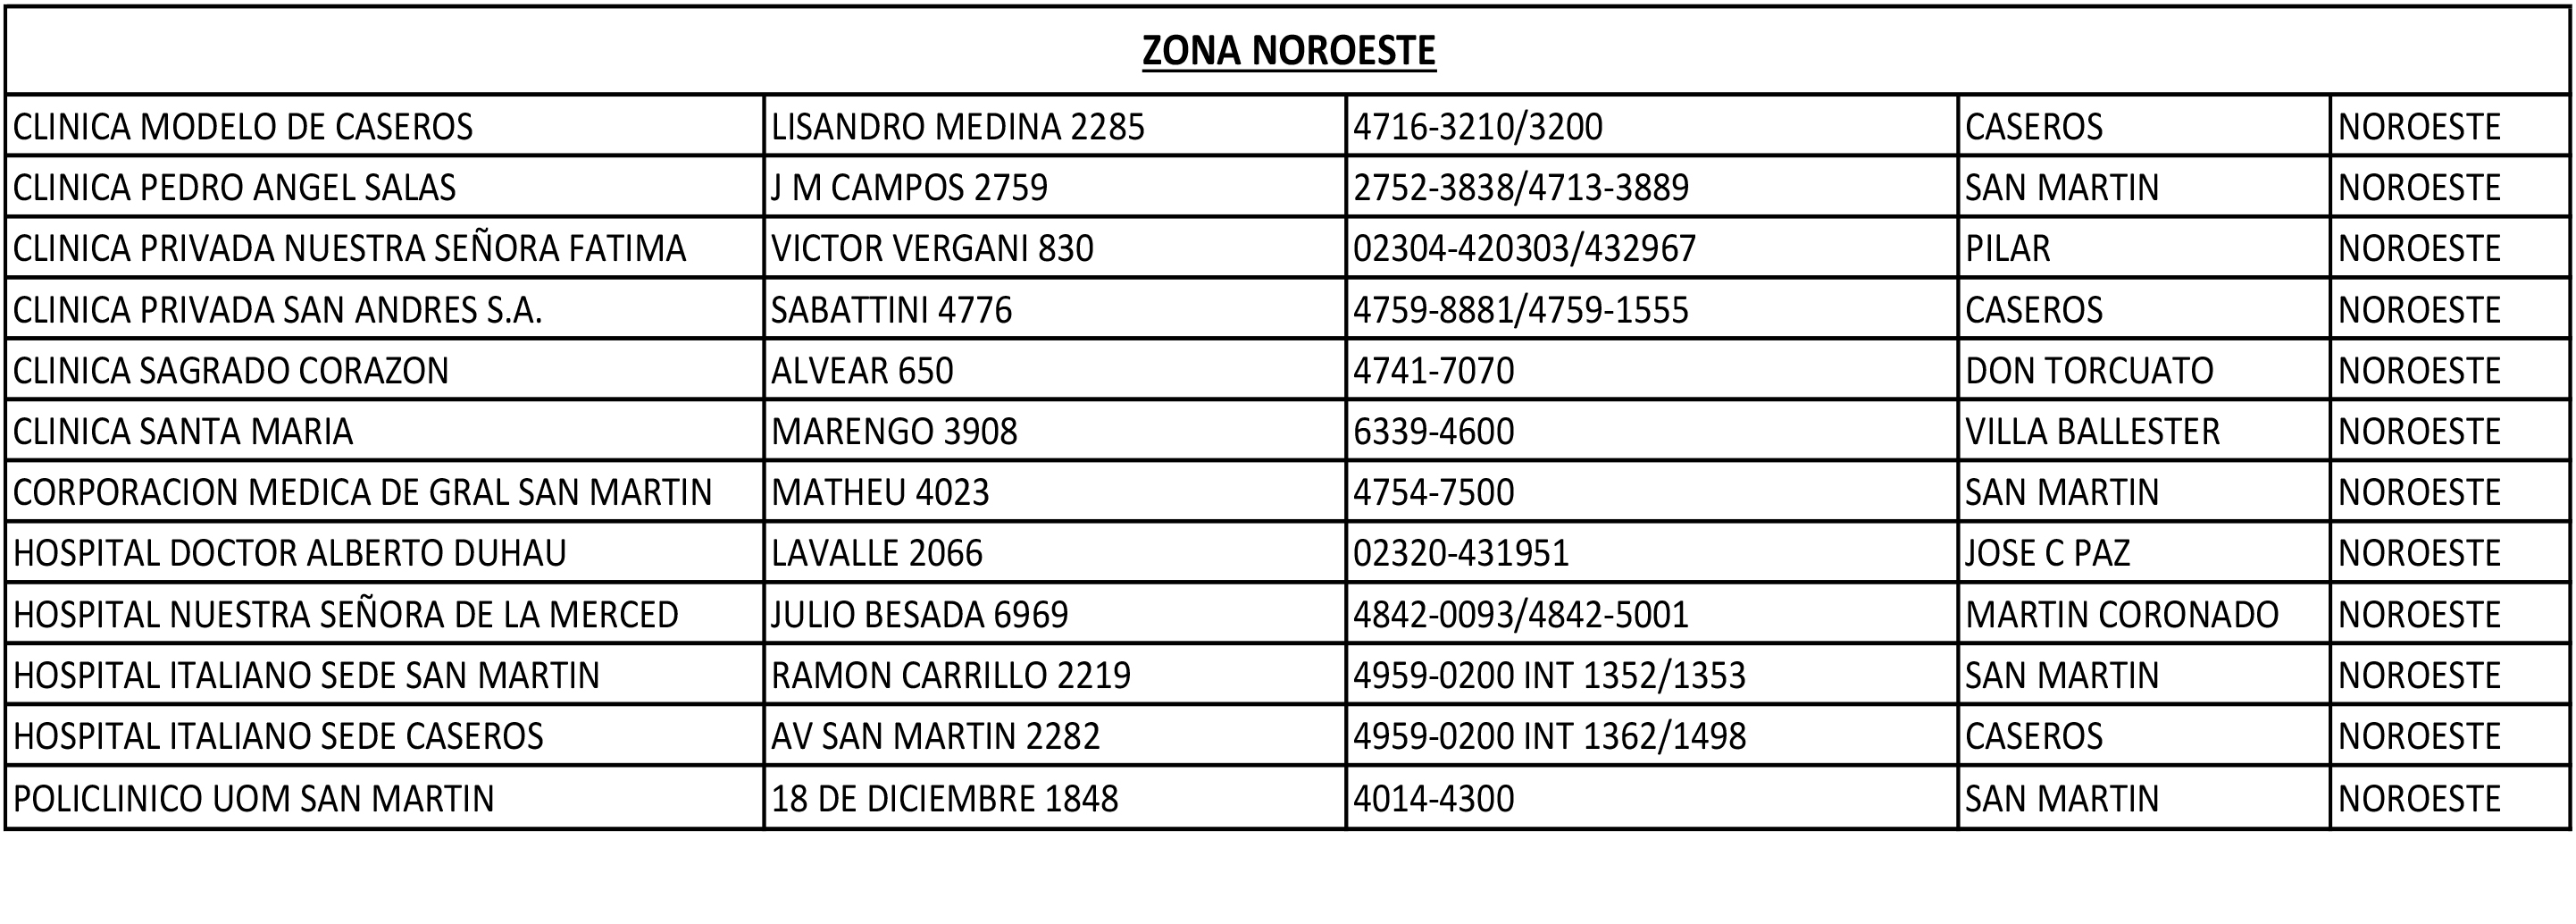 ZONA NOROESTE
CLINICA MODELO DE CASEROS LISANDRO MEDINA 2285 4716-3210/3200 CASEROS NOROESTE
CLINICA PEDRO ANGEL SALAS J M CAMPOS 2759 2752-3838/4713-3889 SAN MARTIN NOROESTE
CLINICA PRIVADA NUESTRA SEÑORA FATIMA VICTOR VERGANI 830 02304-420303/432967 PILAR NOROESTE
CLINICA PRIVADA SAN ANDRES S.A. SABATTINI 4776 4759-8881/4759-1555 CASEROS NOROESTE
CLINICA SAGRADO CORAZON ALVEAR 650 4741-7070 DON TORCUATO NOROESTE
CLINICA SANTA MARIA MARENGO 3908 6339-4600 VILLA BALLESTER NOROESTE
CORPORACION MEDICA DE GRAL SAN MARTIN MATHEU 4023 4754-7500 SAN MARTIN NOROESTE
HOSPITAL DOCTOR ALBERTO DUHAU LAVALLE 2066 02320-431951 JOSE C PAZ NOROESTE
HOSPITAL NUESTRA SEÑORA DE LA MERCED JULIO BESADA 6969 4842-0093/4842-5001 MARTIN CORONADO NOROESTE
HOSPITAL ITALIANO SEDE SAN MARTIN RAMON CARRILLO 2219 4959-0200 INT 1352/1353 SAN MARTIN NOROESTE
HOSPITAL ITALIANO SEDE CASEROS AV SAN MARTIN 2282 4959-0200 INT 1362/1498 CASEROS NOROESTE
POLICLINICO UOM SAN MARTIN 18 DE DICIEMBRE 1848 4014-4300 SAN MARTIN NOROESTE